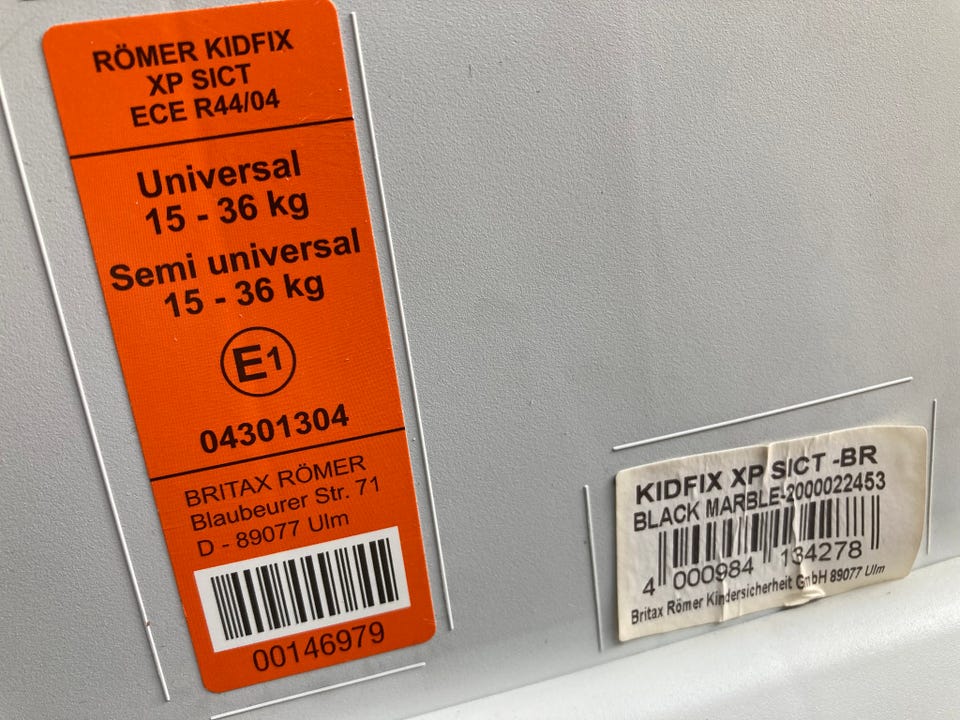 RÖMER KIDFIX
XP SICT
ECE R44/04
Universal
15 - 36 kg
Semi universal
15 - 36 kg
E1
04301304
BRITAX RÖMER
Blaubeurer Str. 71
D - 89077 Ulm
00146979
KIDFIX XP SICT -BR
BLACK MARBLE-2000022453
4 000984 134278
Britax Römer Kindersicherheit GmbH 89077 Ulm